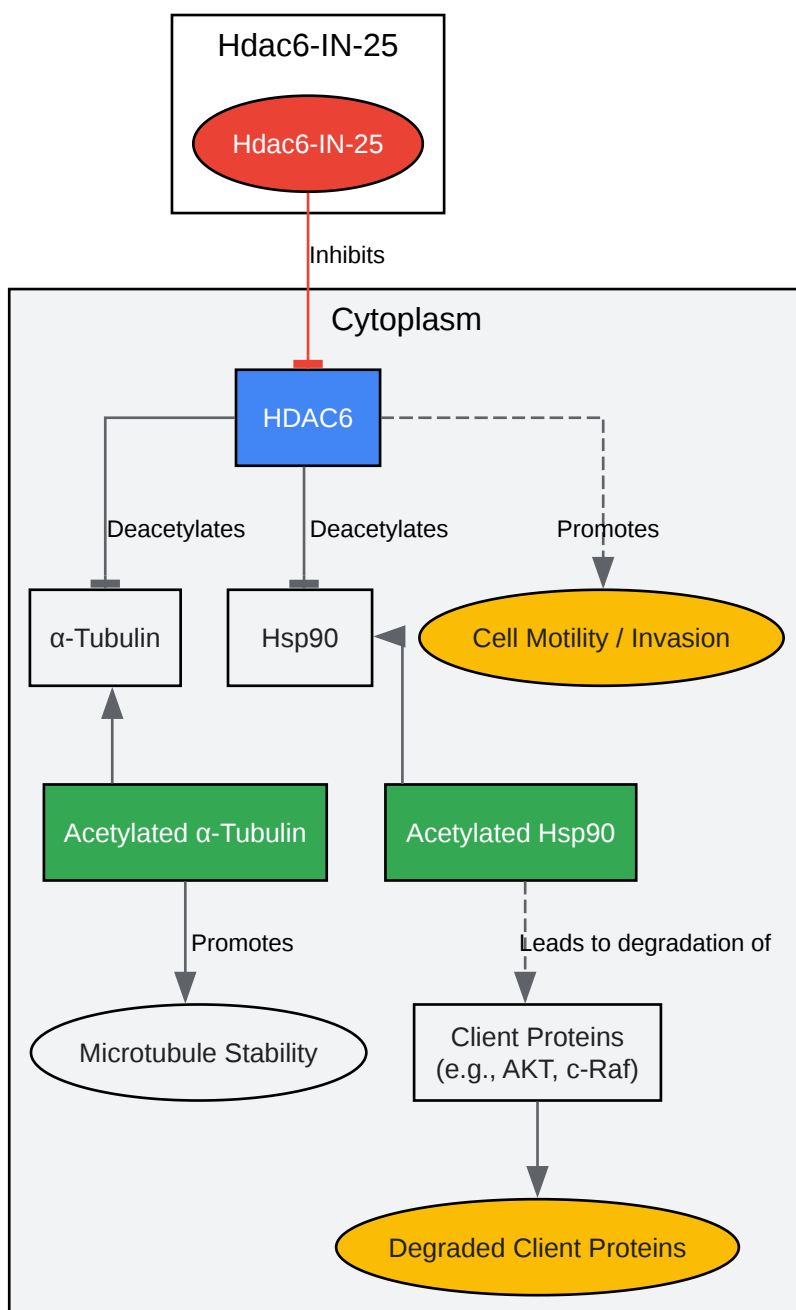 Hdac6-IN-25
Hdac6-IN-25
Inhibits
Cytoplasm
HDAC6
Deacetylates
Deacetylates
Promotes
α-Tubulin
Hsp90
Cell Motility / Invasion
Acetylated α-Tubulin
Acetylated Hsp90
Promotes
Leads to degradation of
Microtubule Stability
Client Proteins
(e.g., AKT, c-Raf)
Degraded Client Proteins